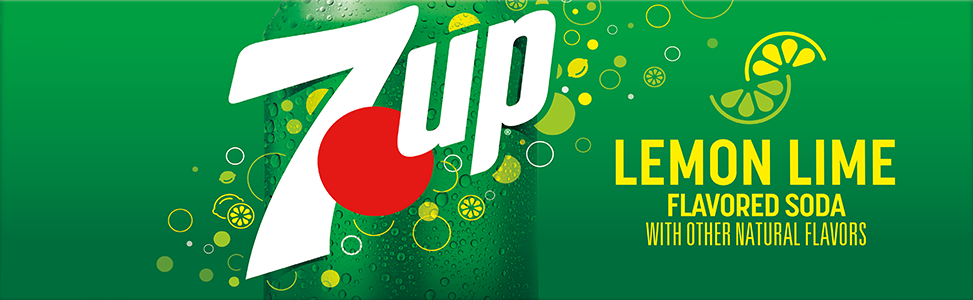 7up®
LEMON LIME
FLAVORED SODA
WITH OTHER NATURAL FLAVORS